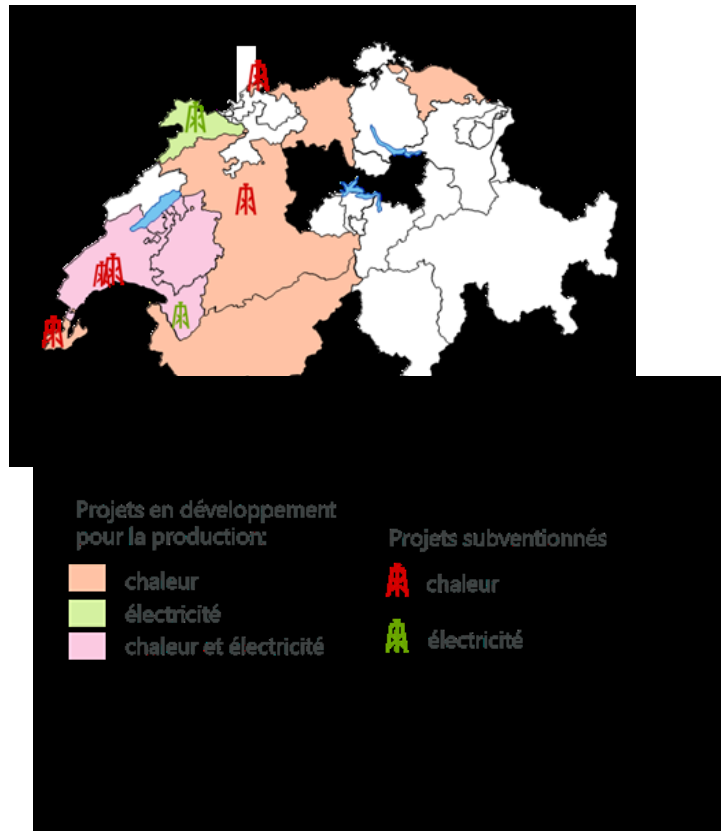 Projets en développement
pour la production:
chaleur
électricité
chaleur et électricité
Projets subventionnés
chaleur
électricité